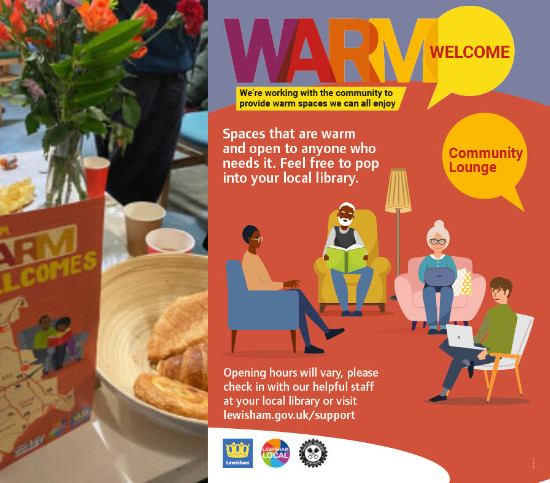 WARM
WELCOME
We're working with the community to
provide warm spaces we can all enjoy
Spaces that are warm
and open to anyone who
needs it. Feel free to pop
into your local library.
Community
Lounge
Opening hours will vary, please
check in with our helpful staff
at your local library or visit
lewisham.gov.uk/support
Lewisham
LEWISHAM
LOCAL
ARM
LCOMES